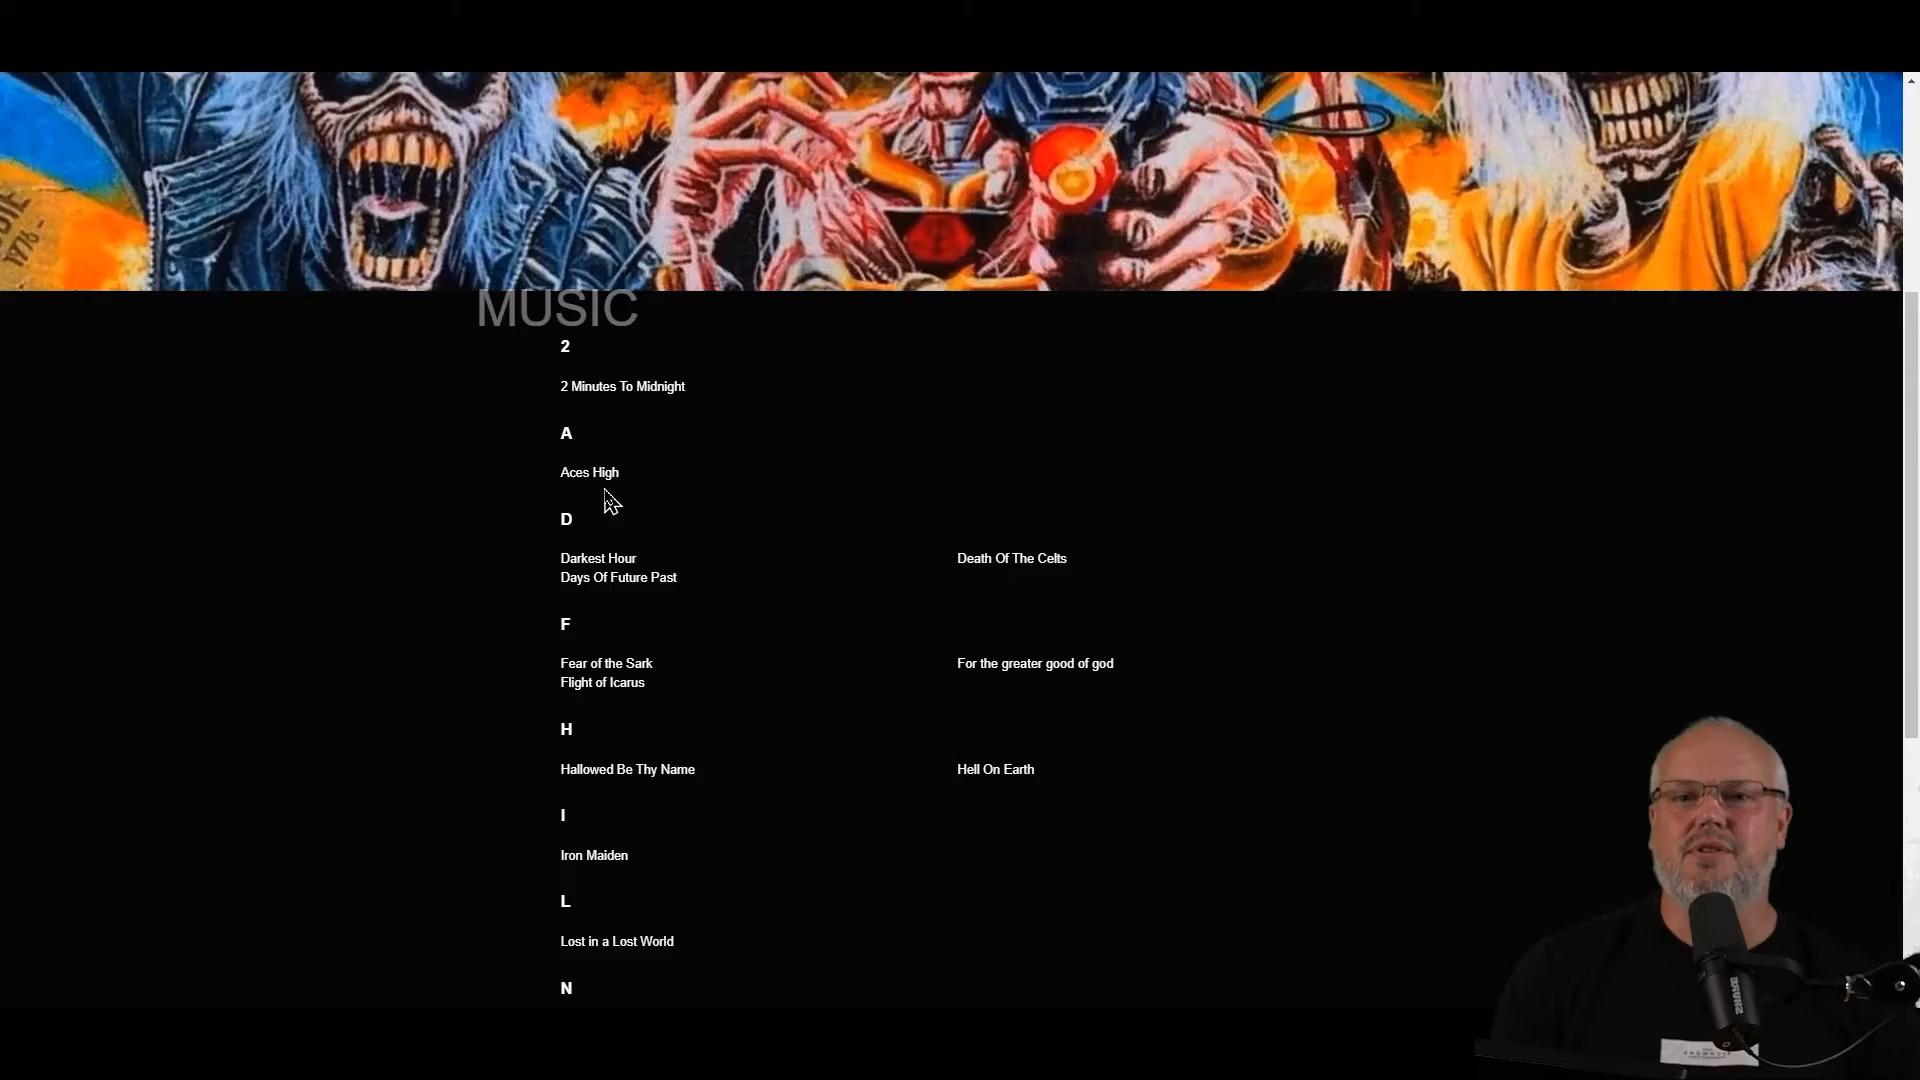 MUSIC
2
2 Minutes To Midnight
A
Aces High
D
Darkest Hour
Death Of The Celts
Days Of Future Past
F
Fear of the Sark
For the greater good of god
Flight of Icarus
H
Hallowed Be Thy Name
Hell On Earth
I
Iron Maiden
L
Lost in a Lost World
N
SHURE